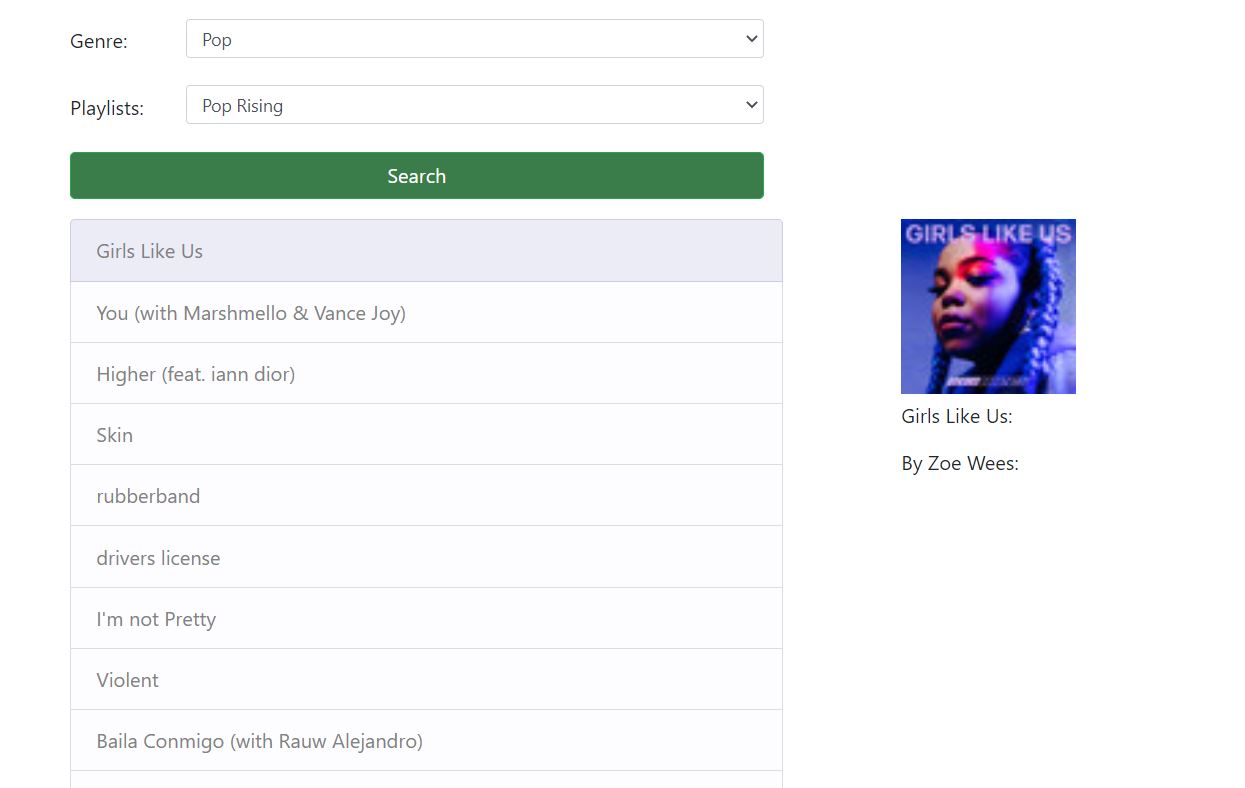 Genre:
Pop
Playlists:
Pop Rising
Search
Girls Like Us
You (with Marshmello & Vance Joy)
Higher (feat. iann dior)
Skin
rubberband
drivers license
I'm not Pretty
Violent
Baila Conmigo (with Rauw Alejandro)
GIRLS LIKE US
Girls Like Us:
By Zoe Wees: